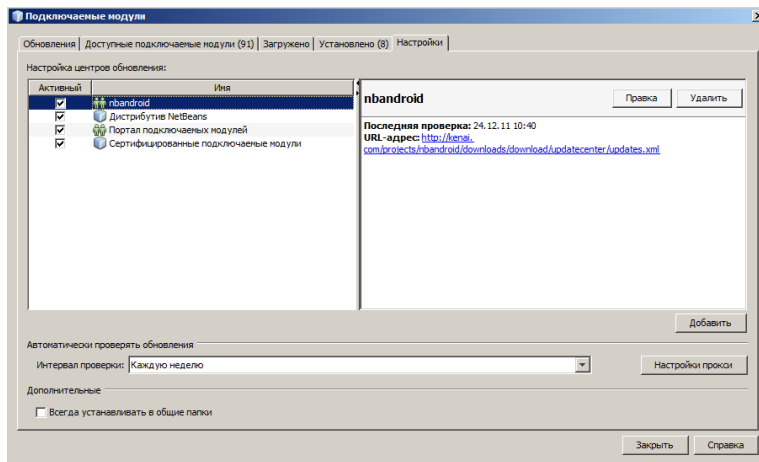 Подключаемые модули
Обновления Доступные подключаемые модули (91) Загружено Установлено (8) Настройки
Настройка центров обновления:
Активный Имя
nbandroid
Дистрибутив NetBeans
Портал подключаемых модулей
Сертифицированные подключаемые модули
nbandroid Правка Удалить
Последняя проверка: 24.12.11 10:40
URL-адрес: http://kenai.
com/projects/nbandroid/downloads/download/updatecenter/updates.xml
Добавить
Автоматически проверять обновления
Интервал проверки: Каждую неделю Настройки прокси
Дополнительные
Всегда устанавливать в общие папки
Закрыть Справка